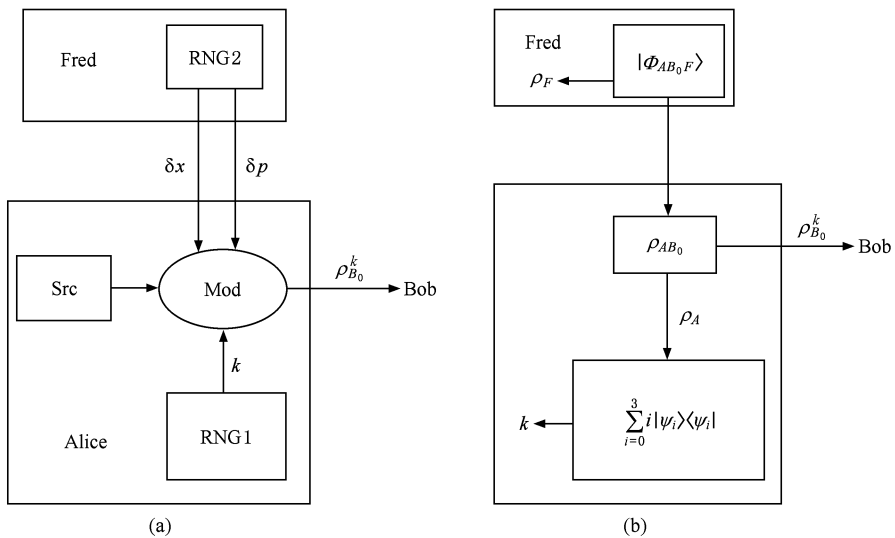 Fred
RNG2
δx
δp
Src
Mod
ρ_{B_0}^k
Bob
k
RNG1
Alice
(a)
Fred
|Φ_{AB_0F}⟩
ρ_F
ρ_{AB_0}
ρ_{B_0}^k
Bob
ρ_A
k
\sum_{i=0}^{3} i|ψ_i⟩⟨ψ_i|
(b)